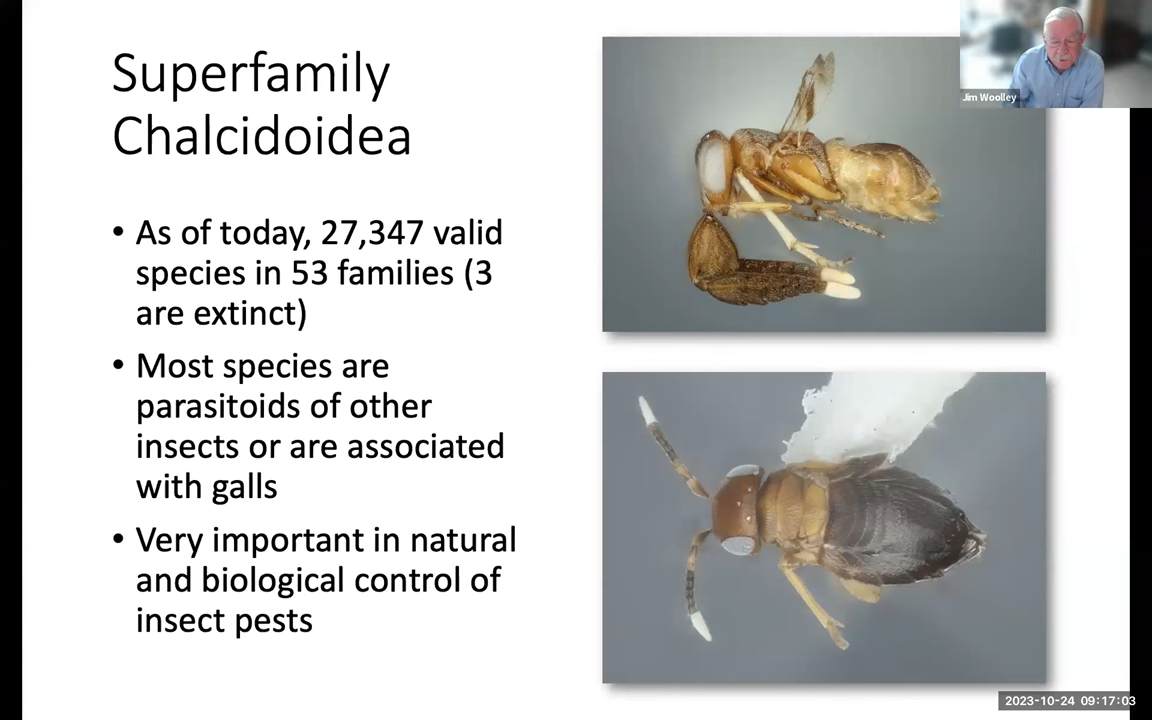 Superfamily
Chalcidoidea
• As of today, 27,347 valid
species in 53 families (3
are extinct)
• Most species are
parasitoids of other
insects or are associated
with galls
• Very important in natural
and biological control of
insect pests
Jim Woolley
2023-10-24 09:17:03